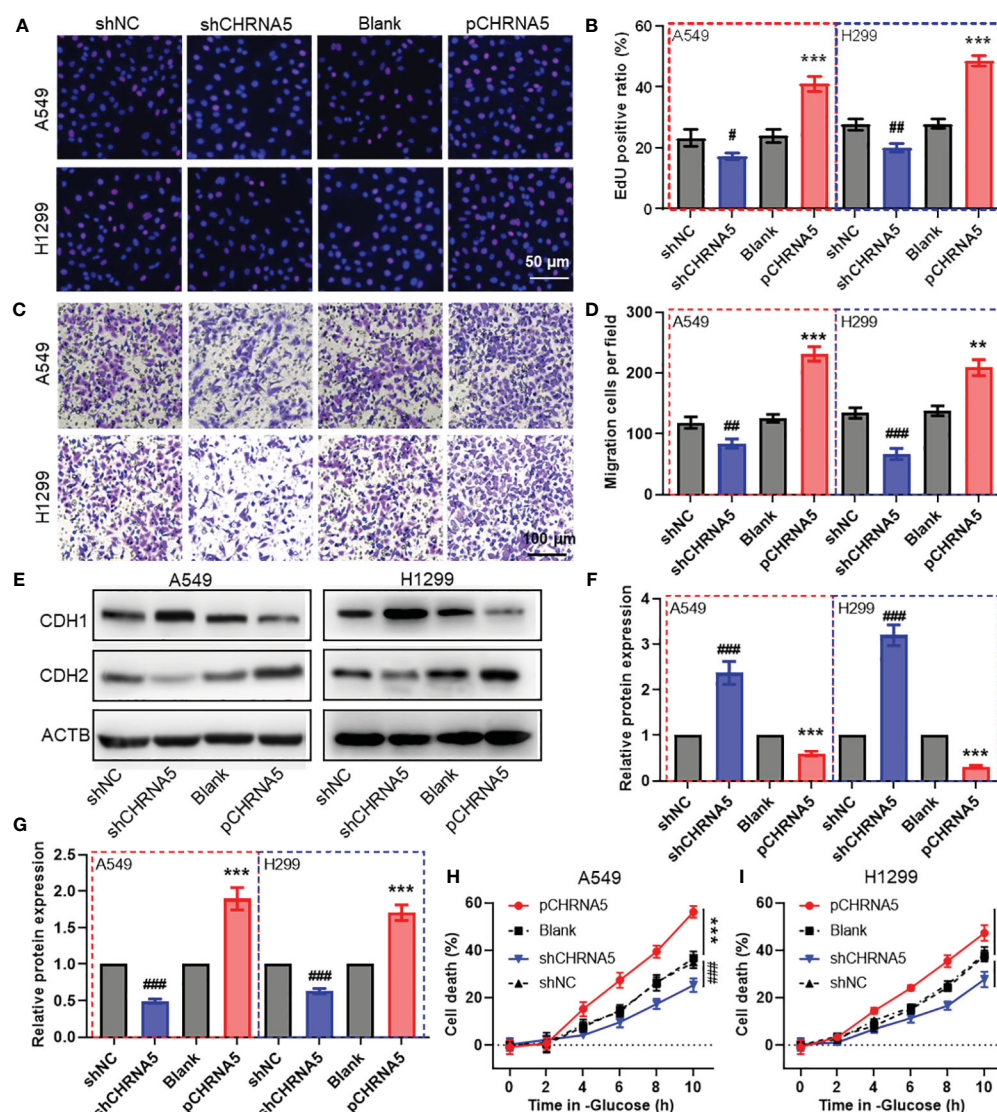 A
shNC
shCHRNA5
Blank
pCHRNA5
A549
H1299
50 µm
B
EdU positive ratio (%)
60
40
20
0
A549
H299
#
***
##
***
shNC
shCHRNA5
Blank
pCHRNA5
shNC
shCHRNA5
Blank
pCHRNA5
C
A549
H1299
100 µm
D
Migration cells per field
300
200
100
0
A549
H299
##
***
###
**
shNC
shCHRNA5
Blank
pCHRNA5
shNC
shCHRNA5
Blank
pCHRNA5
E
A549
H1299
CDH1
CDH2
ACTB
shNC
shCHRNA5
Blank
pCHRNA5
shNC
shCHRNA5
Blank
pCHRNA5
F
Relative protein expression
4
3
2
1
0
A549
H299
###
***
###
***
shNC
shCHRNA5
Blank
pCHRNA5
shNC
shCHRNA5
Blank
pCHRNA5
G
Relative protein expression
2.5
2.0
1.5
1.0
0.5
0.0
A549
H299
###
***
###
***
shNC
shCHRNA5
Blank
pCHRNA5
shNC
shCHRNA5
Blank
pCHRNA5
H
A549
Cell death (%)
60
40
20
0
pCHRNA5
Blank
shCHRNA5
shNC
***
###
0 2 4 6 8 10
Time in -Glucose (h)
I
H1299
Cell death (%)
60
40
20
0
pCHRNA5
Blank
shCHRNA5
shNC
0 2 4 6 8 10
Time in -Glucose (h)